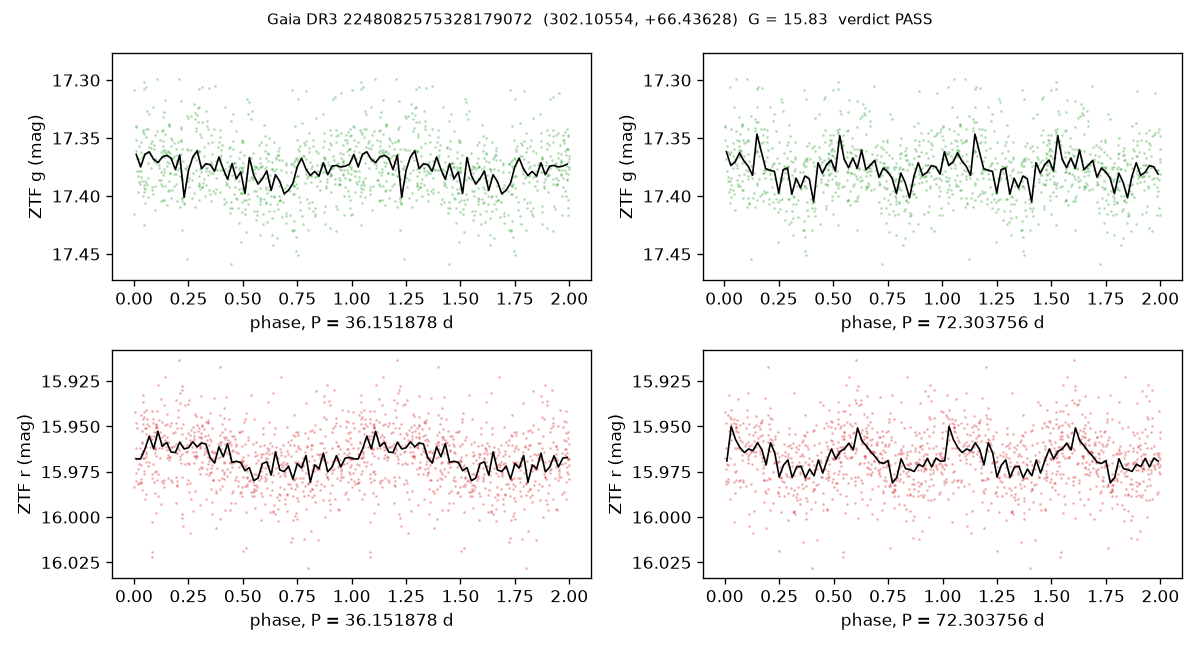 Gaia DR3 2248082575328179072  (302.10554, +66.43628)  G = 15.83  verdict PASS
ZTF g (mag)
17.30
17.35
17.40
17.45
0.00 0.25 0.50 0.75 1.00 1.25 1.50 1.75 2.00
phase, P = 36.151878 d
ZTF g (mag)
17.30
17.35
17.40
17.45
0.00 0.25 0.50 0.75 1.00 1.25 1.50 1.75 2.00
phase, P = 72.303756 d
ZTF r (mag)
15.925
15.950
15.975
16.000
16.025
0.00 0.25 0.50 0.75 1.00 1.25 1.50 1.75 2.00
phase, P = 36.151878 d
ZTF r (mag)
15.925
15.950
15.975
16.000
16.025
0.00 0.25 0.50 0.75 1.00 1.25 1.50 1.75 2.00
phase, P = 72.303756 d